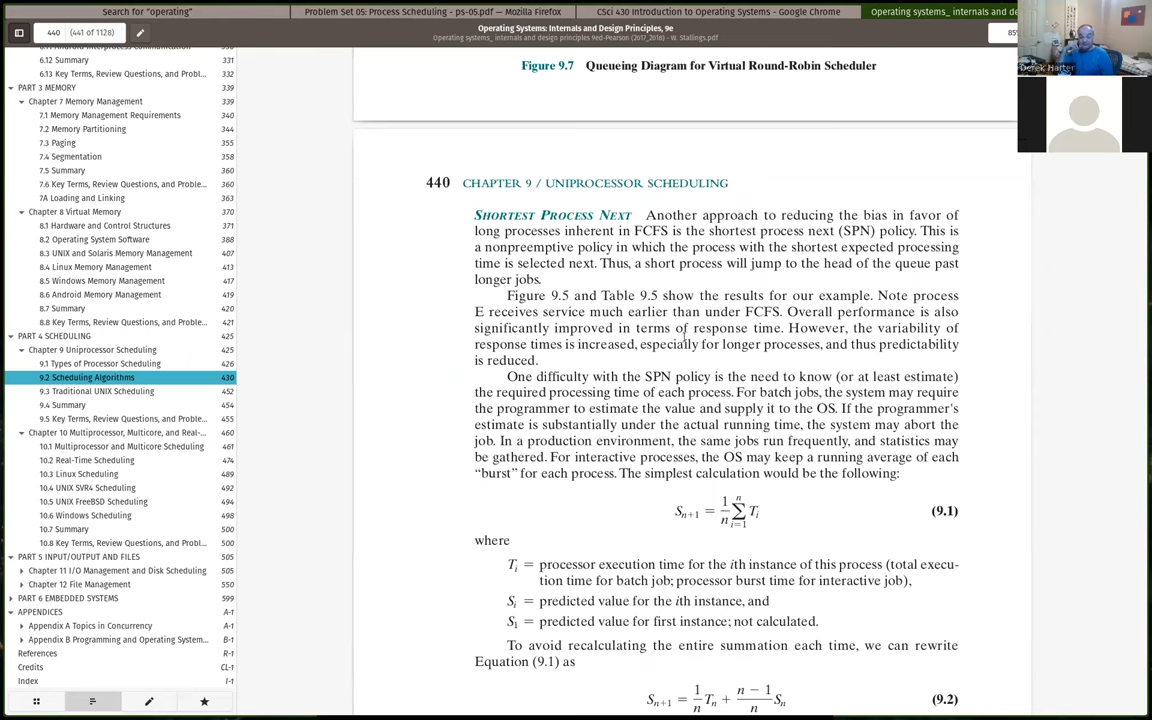 Search for "operating"
Problem Set 05: Process Scheduling - ps-05.pdf — Mozilla Firefox
CSci 430 Introduction to Operating Systems - Google Chrome
Operating systems_ internals and de
440 (441 of 1128)
Operating Systems: Internals and Design Principles, 9e
Operating systems_ internals and design principles 9ed-Pearson (2017_2018) - W. Stallings.pdf
85
Derek Harter
6.12 Summary 331
6.13 Key Terms, Review Questions, and Probl... 332
PART 3 MEMORY 339
Chapter 7 Memory Management 339
7.1 Memory Management Requirements 340
7.2 Memory Partitioning 344
7.3 Paging 355
7.4 Segmentation 358
7.5 Summary 360
7.6 Key Terms, Review Questions, and Proble... 360
7A Loading and Linking 363
Chapter 8 Virtual Memory 370
8.1 Hardware and Control Structures 371
8.2 Operating System Software 388
8.3 UNIX and Solaris Memory Management 407
8.4 Linux Memory Management 413
8.5 Windows Memory Management 417
8.6 Android Memory Management 419
8.7 Summary 420
8.8 Key Terms, Review Questions, and Proble... 421
PART 4 SCHEDULING 425
Chapter 9 Uniprocessor Scheduling 425
9.1 Types of Processor Scheduling 426
9.2 Scheduling Algorithms 430
9.3 Traditional UNIX Scheduling 452
9.4 Summary 454
9.5 Key Terms, Review Questions, and Proble... 455
Chapter 10 Multiprocessor, Multicore, and Real-... 460
10.1 Multiprocessor and Multicore Scheduling 461
10.2 Real-Time Scheduling 474
10.3 Linux Scheduling 489
10.4 UNIX SVR4 Scheduling 492
10.5 UNIX FreeBSD Scheduling 494
10.6 Windows Scheduling 498
10.7 Summary 500
10.8 Key Terms, Review Questions, and Probl... 500
PART 5 INPUT/OUTPUT AND FILES 505
Chapter 11 I/O Management and Disk Scheduling 505
Chapter 12 File Management 550
PART 6 EMBEDDED SYSTEMS 599
APPENDICES A-1
Appendix A Topics in Concurrency A-1
Appendix B Programming and Operating System... B-1
References R-1
Credits CL-1
Index I-1
Figure 9.7 Queueing Diagram for Virtual Round-Robin Scheduler
440 CHAPTER 9 / UNIPROCESSOR SCHEDULING
SHORTEST PROCESS NEXT Another approach to reducing the bias in favor of
long processes inherent in FCFS is the shortest process next (SPN) policy. This is
a nonpreemptive policy in which the process with the shortest expected processing
time is selected next. Thus, a short process will jump to the head of the queue past
longer jobs.
Figure 9.5 and Table 9.5 show the results for our example. Note process
E receives service much earlier than under FCFS. Overall performance is also
significantly improved in terms of response time. However, the variability of
response times is increased, especially for longer processes, and thus predictability
is reduced.
One difficulty with the SPN policy is the need to know (or at least estimate)
the required processing time of each process. For batch jobs, the system may require
the programmer to estimate the value and supply it to the OS. If the programmer's
estimate is substantially under the actual running time, the system may abort the
job. In a production environment, the same jobs run frequently, and statistics may
be gathered. For interactive processes, the OS may keep a running average of each
“burst” for each process. The simplest calculation would be the following:
Sn+1 = 1/n ∑ni=1 Ti (9.1)
where
Ti = processor execution time for the ith instance of this process (total execu-
tion time for batch job; processor burst time for interactive job),
Si = predicted value for the ith instance, and
S1 = predicted value for first instance; not calculated.
To avoid recalculating the entire summation each time, we can rewrite
Equation (9.1) as
Sn+1 = 1/n Tn + n − 1/n Sn (9.2)